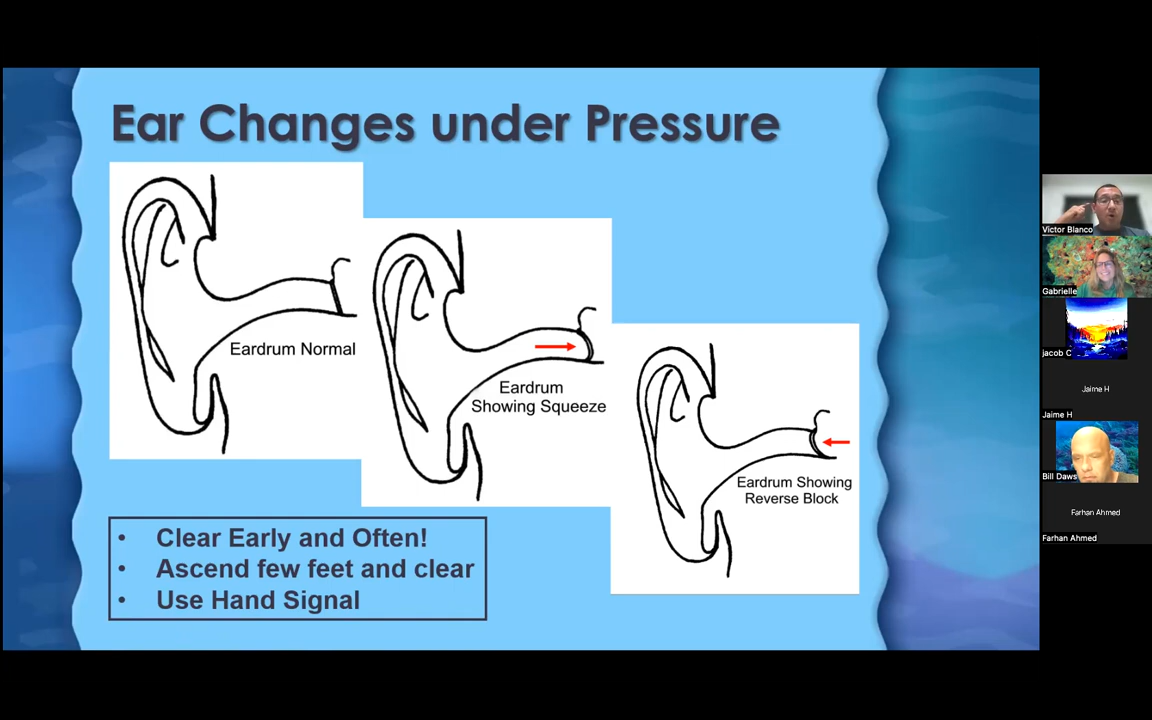 Ear Changes under Pressure
Eardrum Normal
Eardrum
Showing Squeeze
Eardrum Showing
Reverse Block
• Clear Early and Often!
• Ascend few feet and clear
• Use Hand Signal
Victor Blanco
Gabrielle
jacob C
Jaime H
Jaime H
Bill Daws
Farhan Ahmed
Farhan Ahmed